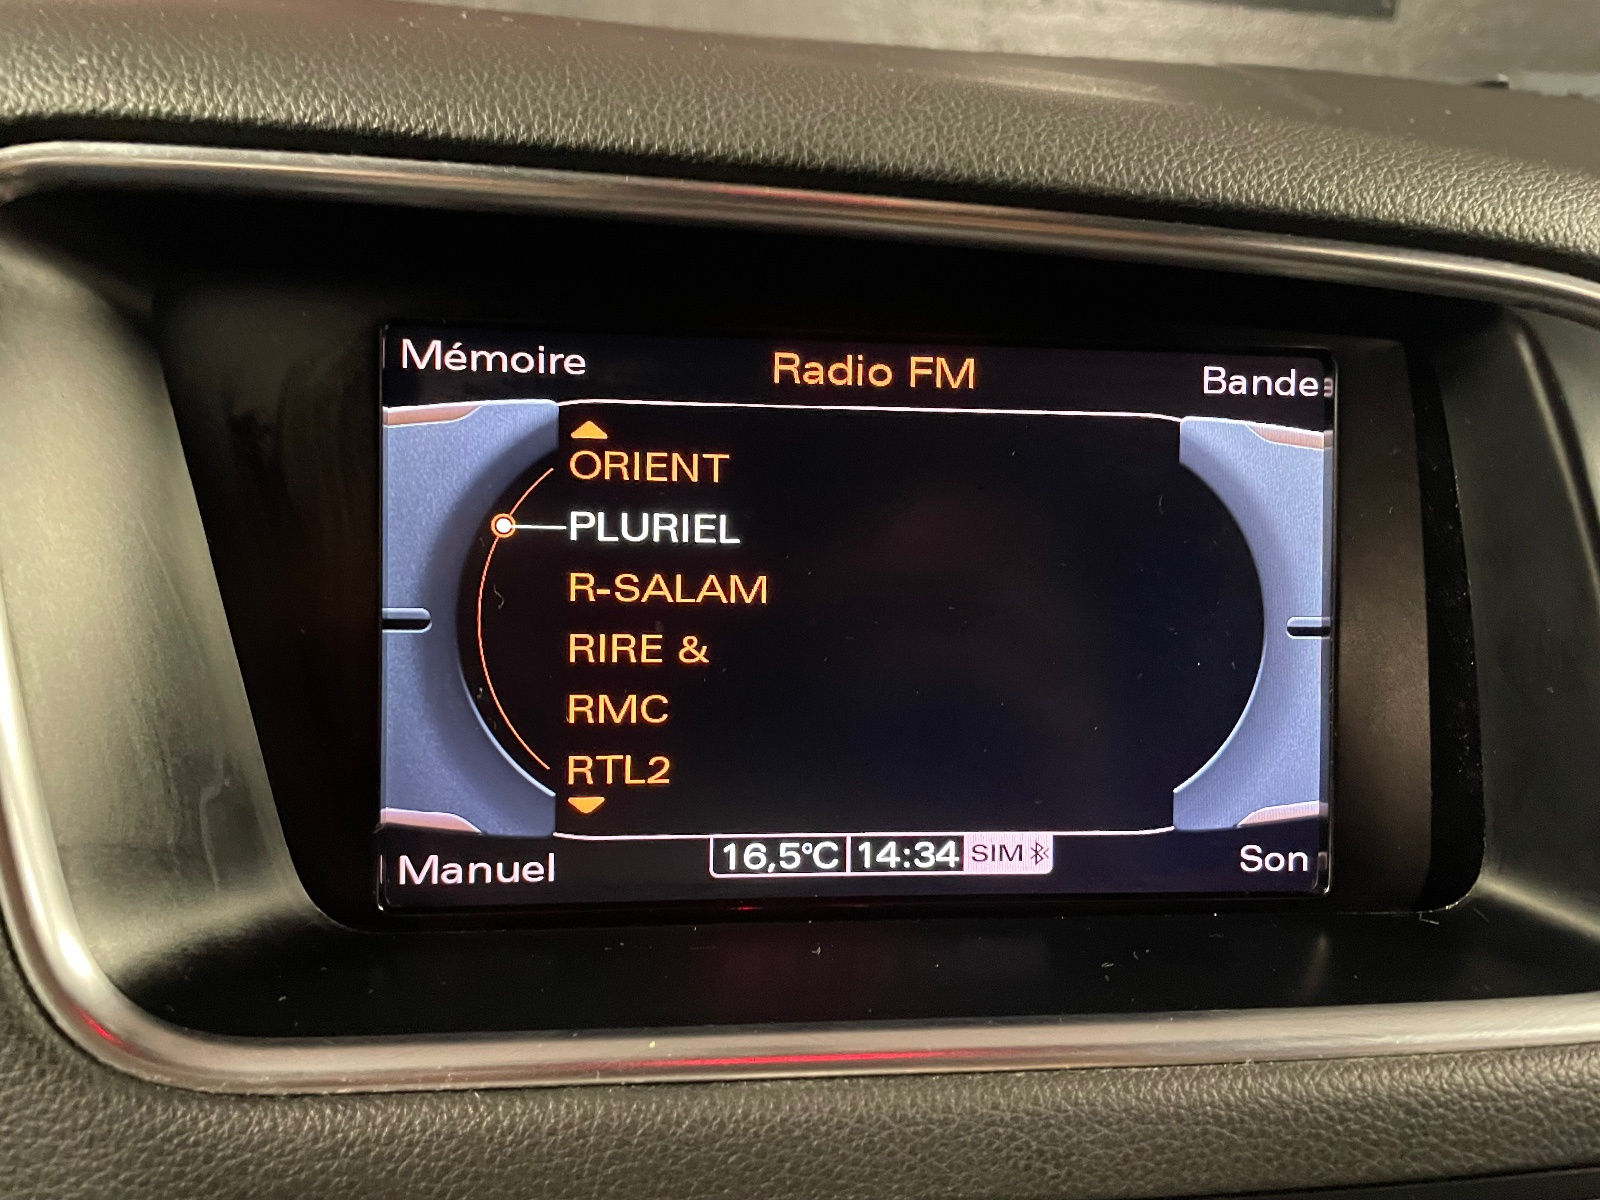 Mémoire
Radio FM
Bande
ORIENT
PLURIEL
R-SALAM
RIRE &
RMC
RTL2
Manuel
16,5°C 14:34 SIM
Son